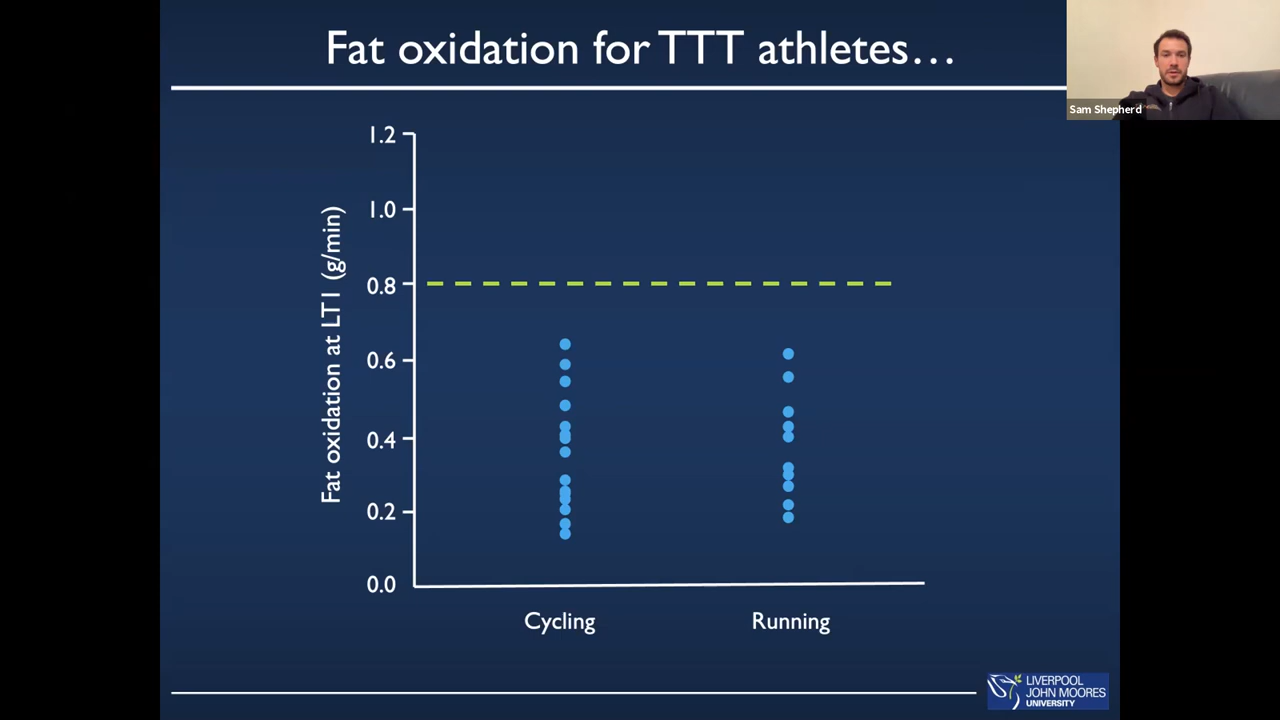 Fat oxidation for TTT athletes…
Sam Shepherd
Fat oxidation at LT1 (g/min)
1.2
1.0
0.8
0.6
0.4
0.2
0.0
Cycling
Running
LIVERPOOL
JOHN MOORES
UNIVERSITY